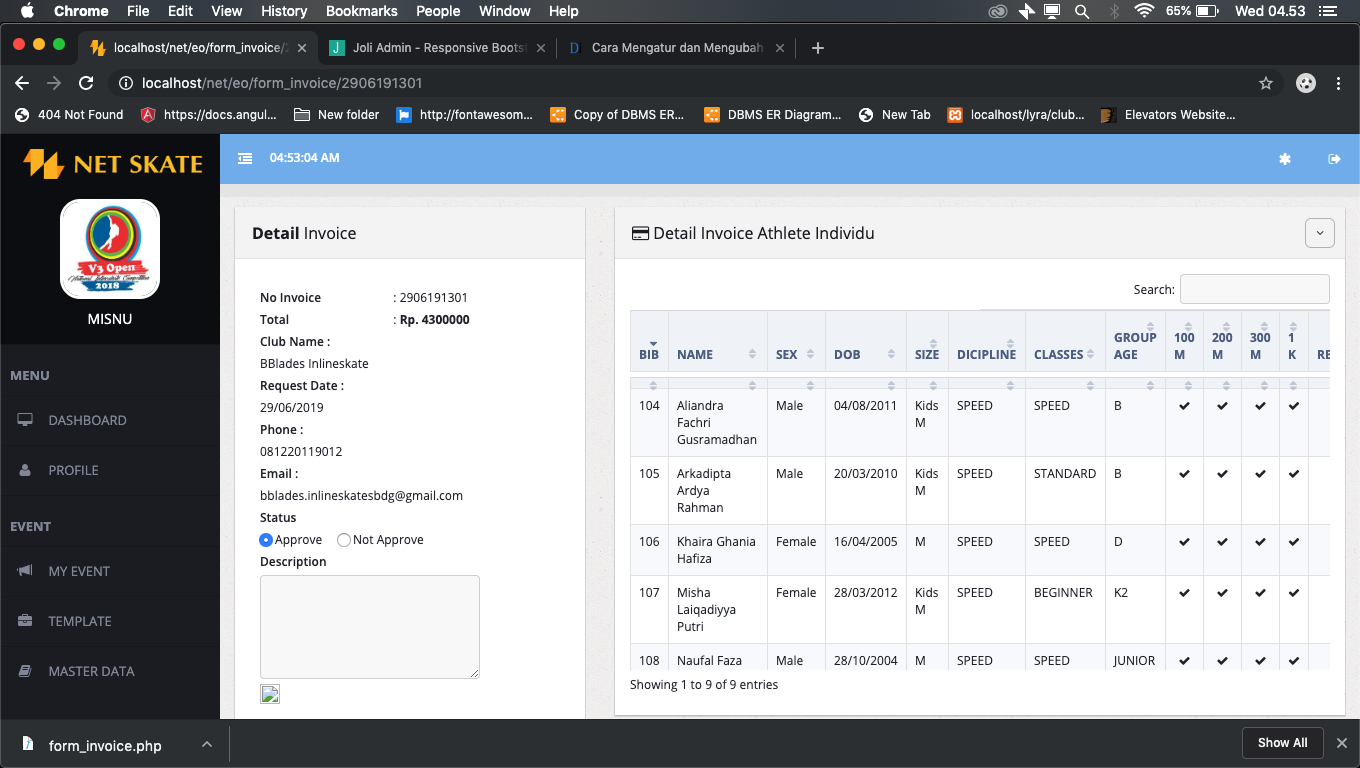 Chrome File Edit View History Bookmarks People Window Help 65% Wed 04.53
localhost/net/eo/form_invoice/2 Joli Admin - Responsive Boots Cara Mengatur dan Mengubah
localhost/net/eo/form_invoice/2906191301
404 Not Found https://docs.angul... New folder http://fontawesom... Copy of DBMS ER... DBMS ER Diagram... New Tab localhost/lyra/club... Elevators Website...
NET SKATE
04:53:04 AM
V3 Open
2018
MISNU
MENU
DASHBOARD
PROFILE
EVENT
MY EVENT
TEMPLATE
MASTER DATA
Detail Invoice
No Invoice : 2906191301
Total : Rp. 4300000
Club Name :
BBlades Inlineskate
Request Date :
29/06/2019
Phone :
081220119012
Email :
bblades.inlineskatesbdg@gmail.com
Status
Approve Not Approve
Description
Detail Invoice Athlete Individu
Search:
BIB NAME SEX DOB SIZE DICIPLINE CLASSES GROUP AGE 100 M 200 M 300 M 1 K RE
104 Aliandra Fachri Gusramadhan Male 04/08/2011 Kids M SPEED SPEED B
105 Arkadipta Ardya Rahman Male 20/03/2010 Kids M SPEED STANDARD B
106 Khaira Ghania Hafiza Female 16/04/2005 M SPEED SPEED D
107 Misha Laiqadiyya Putri Female 28/03/2012 Kids M SPEED BEGINNER K2
108 Naufal Faza Male 28/10/2004 M SPEED SPEED JUNIOR
Showing 1 to 9 of 9 entries
form_invoice.php Show All